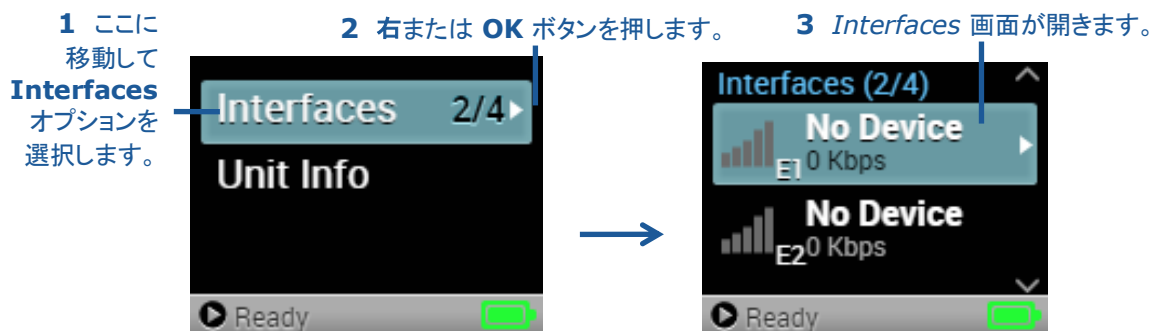 1 ここに
移動して
Interfaces
オプションを
選択します。
2 右または OK ボタンを押します。
3 Interfaces 画面が開きます。
Interfaces 2/4
Unit Info
Ready
Interfaces (2/4)
No Device
E1 0 Kbps
No Device
E2 0 Kbps
Ready